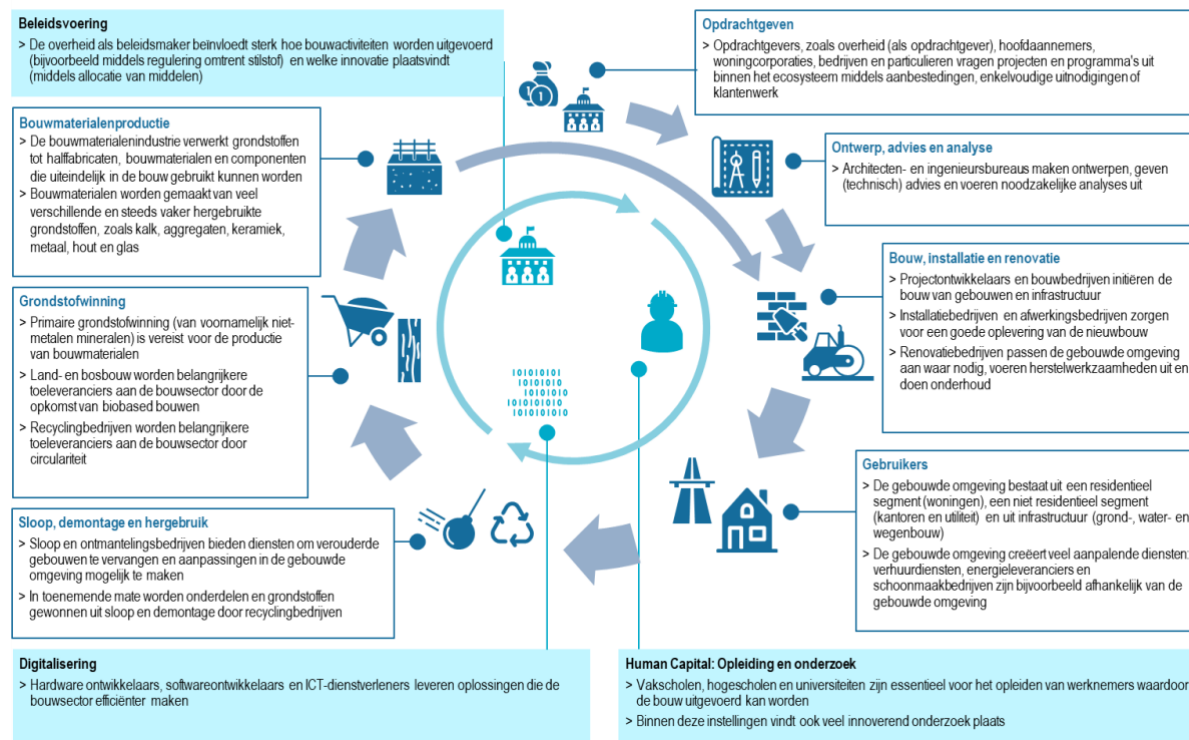 Beleidsvoering
> De overheid als beleidsmaker beïnvloedt sterk hoe bouwactiviteiten worden uitgevoerd
(bijvoorbeeld middels regulering omtrent stilstof) en welke innovatie plaatsvindt
(middels allocatie van middelen)
Opdrachtgeven
> Opdrachtgevers, zoals overheid (als opdrachtgever), hoofdaannemers,
woningcorporaties, bedrijven en particulieren vragen projecten en programma's uit
binnen het ecosysteem middels aanbestedingen, enkelvoudige uitnodigingen of
klantenwerk
Bouwmaterialenproductie
> De bouwmaterialenindustrie verwerkt grondstoffen
tot halffabricaten, bouwmaterialen en componenten
die uiteindelijk in de bouw gebruikt kunnen worden
> Bouwmaterialen worden gemaakt van veel
verschillende en steeds vaker hergebruikte
grondstoffen, zoals kalk, aggregaten, keramiek,
metaal, hout en glas
Ontwerp, advies en analyse
> Architecten- en ingenieursbureaus maken ontwerpen, geven
(technisch) advies en voeren noodzakelijke analyses uit
Bouw, installatie en renovatie
> Projectontwikkelaars en bouwbedrijven initiëren de
bouw van gebouwen en infrastructuur
> Installatiebedrijven en afwerkingsbedrijven zorgen
voor een goede oplevering van de nieuwbouw
> Renovatiebedrijven passen de gebouwde omgeving
aan waar nodig, voeren herstelwerkzaamheden uit en
doen onderhoud
Grondstofwinning
> Primaire grondstofwinning (van voornamelijk niet-
metalen mineralen) is vereist voor de productie
van bouwmaterialen
> Land- en bosbouw worden belangrijkere
toeleveranciers aan de bouwsector door de
opkomst van biobased bouwen
> Recyclingbedrijven worden belangrijkere
toeleveranciers aan de bouwsector door
circulariteit
1
1
101010101
1010101
101010101
101010101
Gebruikers
> De gebouwde omgeving bestaat uit een residentieel
segment (woningen), een niet residentieel segment
(kantoren en utiliteit) en uit infrastructuur (grond-, water- en
wegenbouw)
> De gebouwde omgeving creëert veel aanpalende diensten:
verhuurdiensten, energieleveranciers en
schoonmaakbedrijven zijn bijvoorbeeld afhankelijk van de
gebouwde omgeving
Sloop, demontage en hergebruik
> Sloop en ontmantelingsbedrijven bieden diensten om verouderde
gebouwen te vervangen en aanpassingen in de gebouwde
omgeving mogelijk te maken
> In toenemende mate worden onderdelen en grondstoffen
gewonnen uit sloop en demontage door recyclingbedrijven
Digitalisering
> Hardware ontwikkelaars, softwareontwikkelaars en ICT-dienstverleners leveren oplossingen die de
bouwsector efficiënter maken
Human Capital: Opleiding en onderzoek
> Vakscholen, hogescholen en universiteiten zijn essentieel voor het opleiden van werknemers waardoor
de bouw uitgevoerd kan worden
> Binnen deze instellingen vindt ook veel innoverend onderzoek plaats